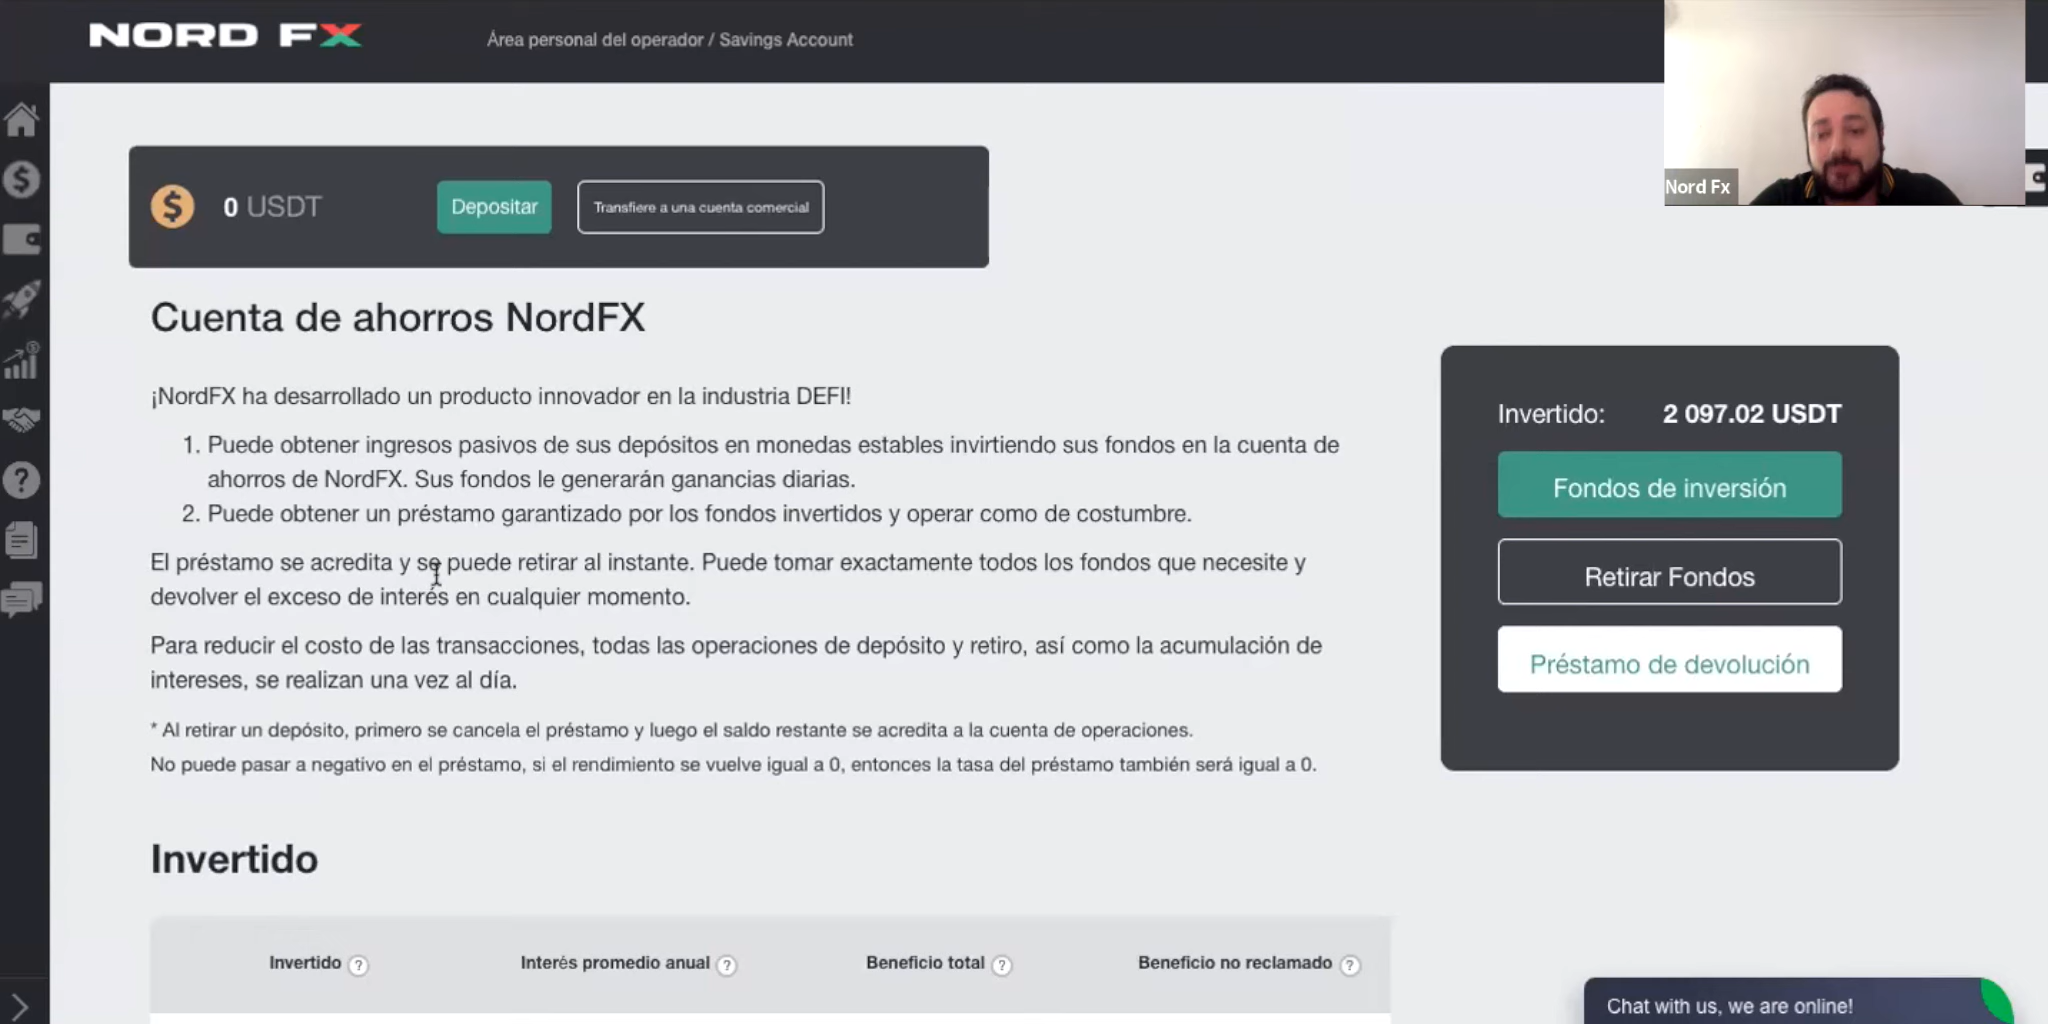 NORD FX
Área personal del operador / Savings Account
Nord Fx
0 USDT
Depositar
Transfiere a una cuenta comercial
Cuenta de ahorros NordFX
¡NordFX ha desarrollado un producto innovador en la industria DEFI!
1. Puede obtener ingresos pasivos de sus depósitos en monedas estables invirtiendo sus fondos en la cuenta de
ahorros de NordFX. Sus fondos le generarán ganancias diarias.
2. Puede obtener un préstamo garantizado por los fondos invertidos y operar como de costumbre.
El préstamo se acredita y se puede retirar al instante. Puede tomar exactamente todos los fondos que necesite y
devolver el exceso de interés en cualquier momento.
Para reducir el costo de las transacciones, todas las operaciones de depósito y retiro, así como la acumulación de
intereses, se realizan una vez al día.
* Al retirar un depósito, primero se cancela el préstamo y luego el saldo restante se acredita a la cuenta de operaciones.
No puede pasar a negativo en el préstamo, si el rendimiento se vuelve igual a 0, entonces la tasa del préstamo también será igual a 0.
Invertido: 2 097.02 USDT
Fondos de inversión
Retirar Fondos
Préstamo de devolución
Invertido
Invertido ? Interés promedio anual ? Beneficio total ? Beneficio no reclamado ?
Chat with us, we are online!